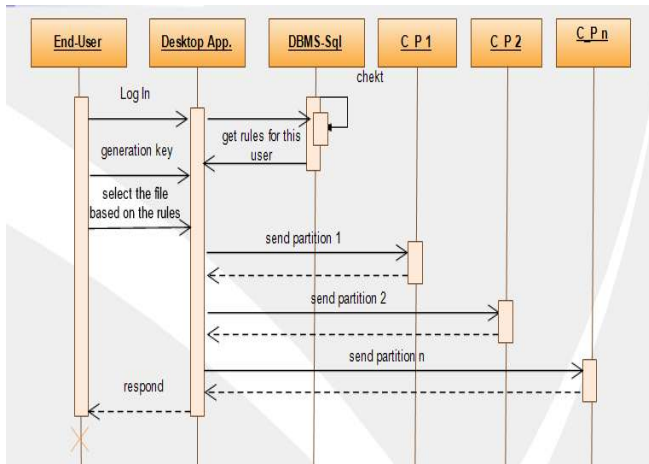 End-User
Desktop App.
DBMS-Sql
C P 1
C P 2
C_P n
chekt
Log In
get rules for this
user
generation key
select the file
based on the rules
send partition 1
send partition 2
send partition n
respond